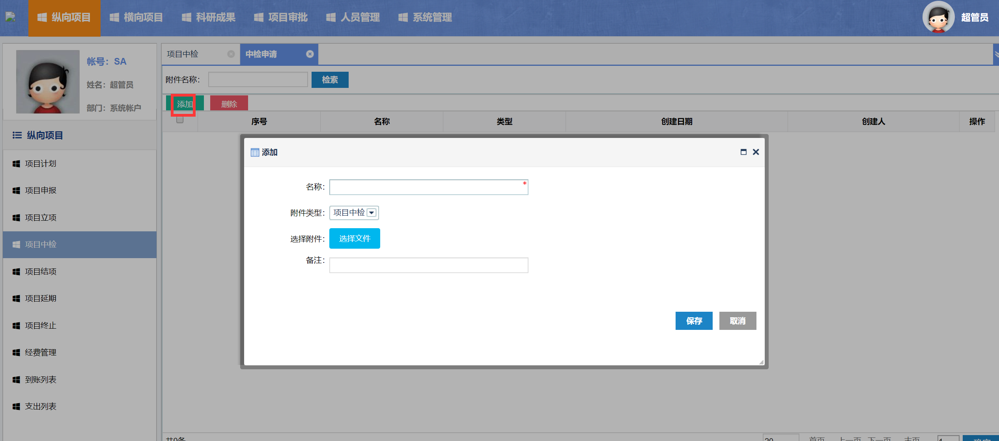 纵向项目 横向项目 科研成果 项目审批 人员管理 系统管理 超管员
帐号：SA
姓名：超管员
部门：系统帐户
纵向项目
项目计划
项目申报
项目立项
项目中检
项目结项
项目延期
项目终止
经费管理
到账列表
支出列表
项目中检 中检申请
附件名称： 检索
添加 删除
序号 名称 类型 创建日期 创建人 操作
添加
名称： *
附件类型： 项目中检
选择附件： 选择文件
备注：
保存 取消
共0条 20 首页 上一页 下一页 末页 1 确定